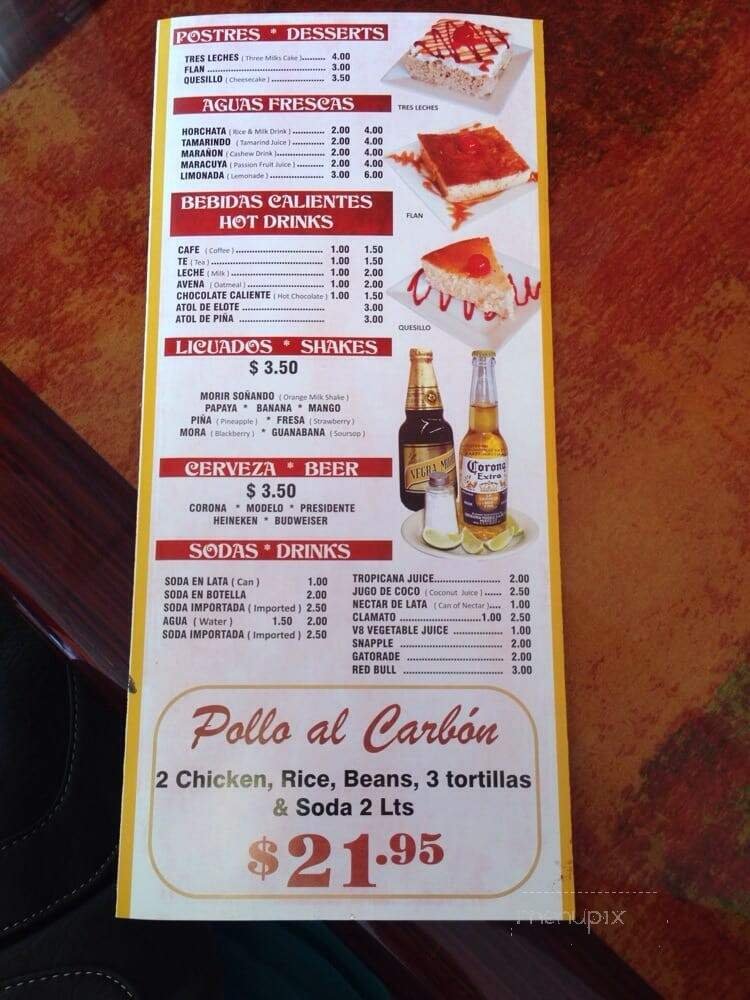 POSTRES * DESSERTS
TRES LECHES ( Three Milks Cake )......... 4.00
FLAN ................................... 3.00
QUESILLO ( Cheesecake ) .................. 3.50
TRES LECHES
AGUAS FRESCAS
HORCHATA ( Rice & Milk Drink ) ............ 2.00 4.00
TAMARINDO ( Tamarind Juice ) ........... 2.00 4.00
MARAÑON ( Cashew Drink ).................. 2.00 4.00
MARACUYA ( Passion Fruit Juice ) .......... 2.00 4.00
LIMONADA ( Lemonade ) .................... 3.00 6.00
FLAN
BEBIDAS CALIENTES
HOT DRINKS
CAFE ( Coffee ) ............................... 1.00 1.50
TE ( Tea ) ........................................ 1.00 1.50
LECHE ( Milk ) ................................ 1.00 2.00
AVENA ( Oatmeal ) .......................... 1.00 2.00
CHOCOLATE CALIENTE ( Hot Chocolate ) 1.00 1.50
ATOL DE ELOTE ............................. 3.00
ATOL DE PIÑA .............................. 3.00
QUESILLO
LICUADOS * SHAKES
$ 3.50
MORIR SOÑANDO ( Orange Milk Shake )
PAPAYA * BANANA * MANGO
PIÑA ( Pineapple ) * FRESA ( Strawberry )
MORA ( Blackberry ) * GUANABANA ( Soursop )
NEGRA MODELO
Corona
Extra
CERVEZA * BEER
$ 3.50
CORONA * MODELO * PRESIDENTE
HEINEKEN * BUDWEISER
SODAS * DRINKS
SODA EN LATA ( Can ) 1.00
SODA EN BOTELLA 2.00
SODA IMPORTADA ( Imported ) 2.50
AGUA ( Water ) 1.50 2.00
SODA IMPORTADA ( Imported ) 2.50
TROPICANA JUICE....................... 2.00
JUGO DE COCO ( Coconut Juice )...... 2.50
NECTAR DE LATA ( Can of Nectar ).... 1.00
CLAMATO ............................1.00 2.50
V8 VEGETABLE JUICE ................. 1.00
SNAPPLE ................................ 2.00
GATORADE ............................... 2.00
RED BULL ................................ 3.00
Pollo al Carbón
2 Chicken, Rice, Beans, 3 tortillas
& Soda 2 Lts
$21.95
menupix